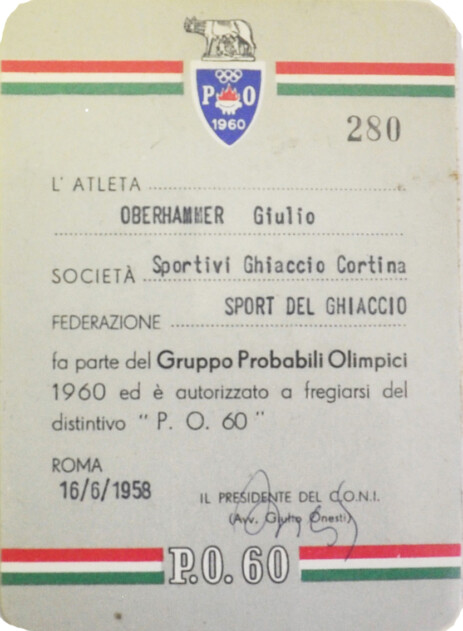 P O
1960
280
L' ATLETA
OBERHAMMER Giulio
SOCIETÀ Sportivi Ghiaccio Cortina
FEDERAZIONE SPORT DEL GHIACCIO
fa parte del Gruppo Probabili Olimpici
1960 ed è autorizzato a fregiarsi del
distintivo " P. O. 60 "
ROMA
16/6/1958
IL PRESIDENTE DEL C.O.N.I.
(Avv. Giulio Onesti)
P.O. 60